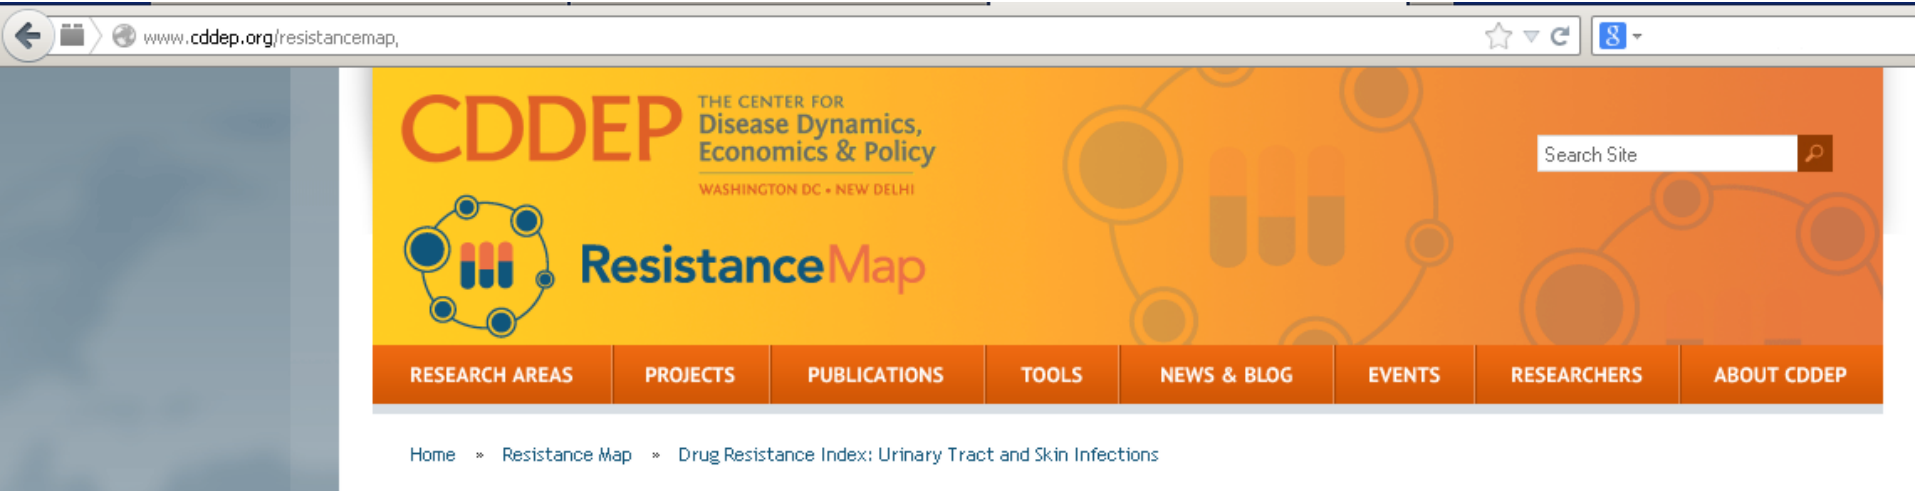 www.cddep.org/resistancemap,
8
CDDEP
THE CENTER FOR
Disease Dynamics,
Economics & Policy
WASHINGTON DC • NEW DELHI
Search Site
ResistanceMap
RESEARCH AREAS PROJECTS PUBLICATIONS TOOLS NEWS & BLOG EVENTS RESEARCHERS ABOUT CDDEP
Home » Resistance Map » Drug Resistance Index: Urinary Tract and Skin Infections